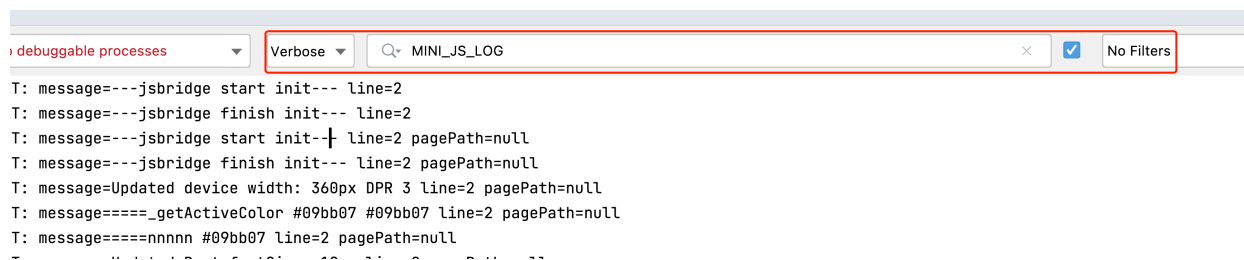 debuggable processes Verbose MINI_JS_LOG No Filters
T: message=---jsbridge start init--- line=2
T: message=---jsbridge finish init--- line=2
T: message=---jsbridge start init--- line=2 pagePath=null
T: message=---jsbridge finish init--- line=2 pagePath=null
T: message=Updated device width: 360px DPR 3 line=2 pagePath=null
T: message=====_getActiveColor #09bb07 #09bb07 line=2 pagePath=null
T: message=====nnnnn #09bb07 line=2 pagePath=null